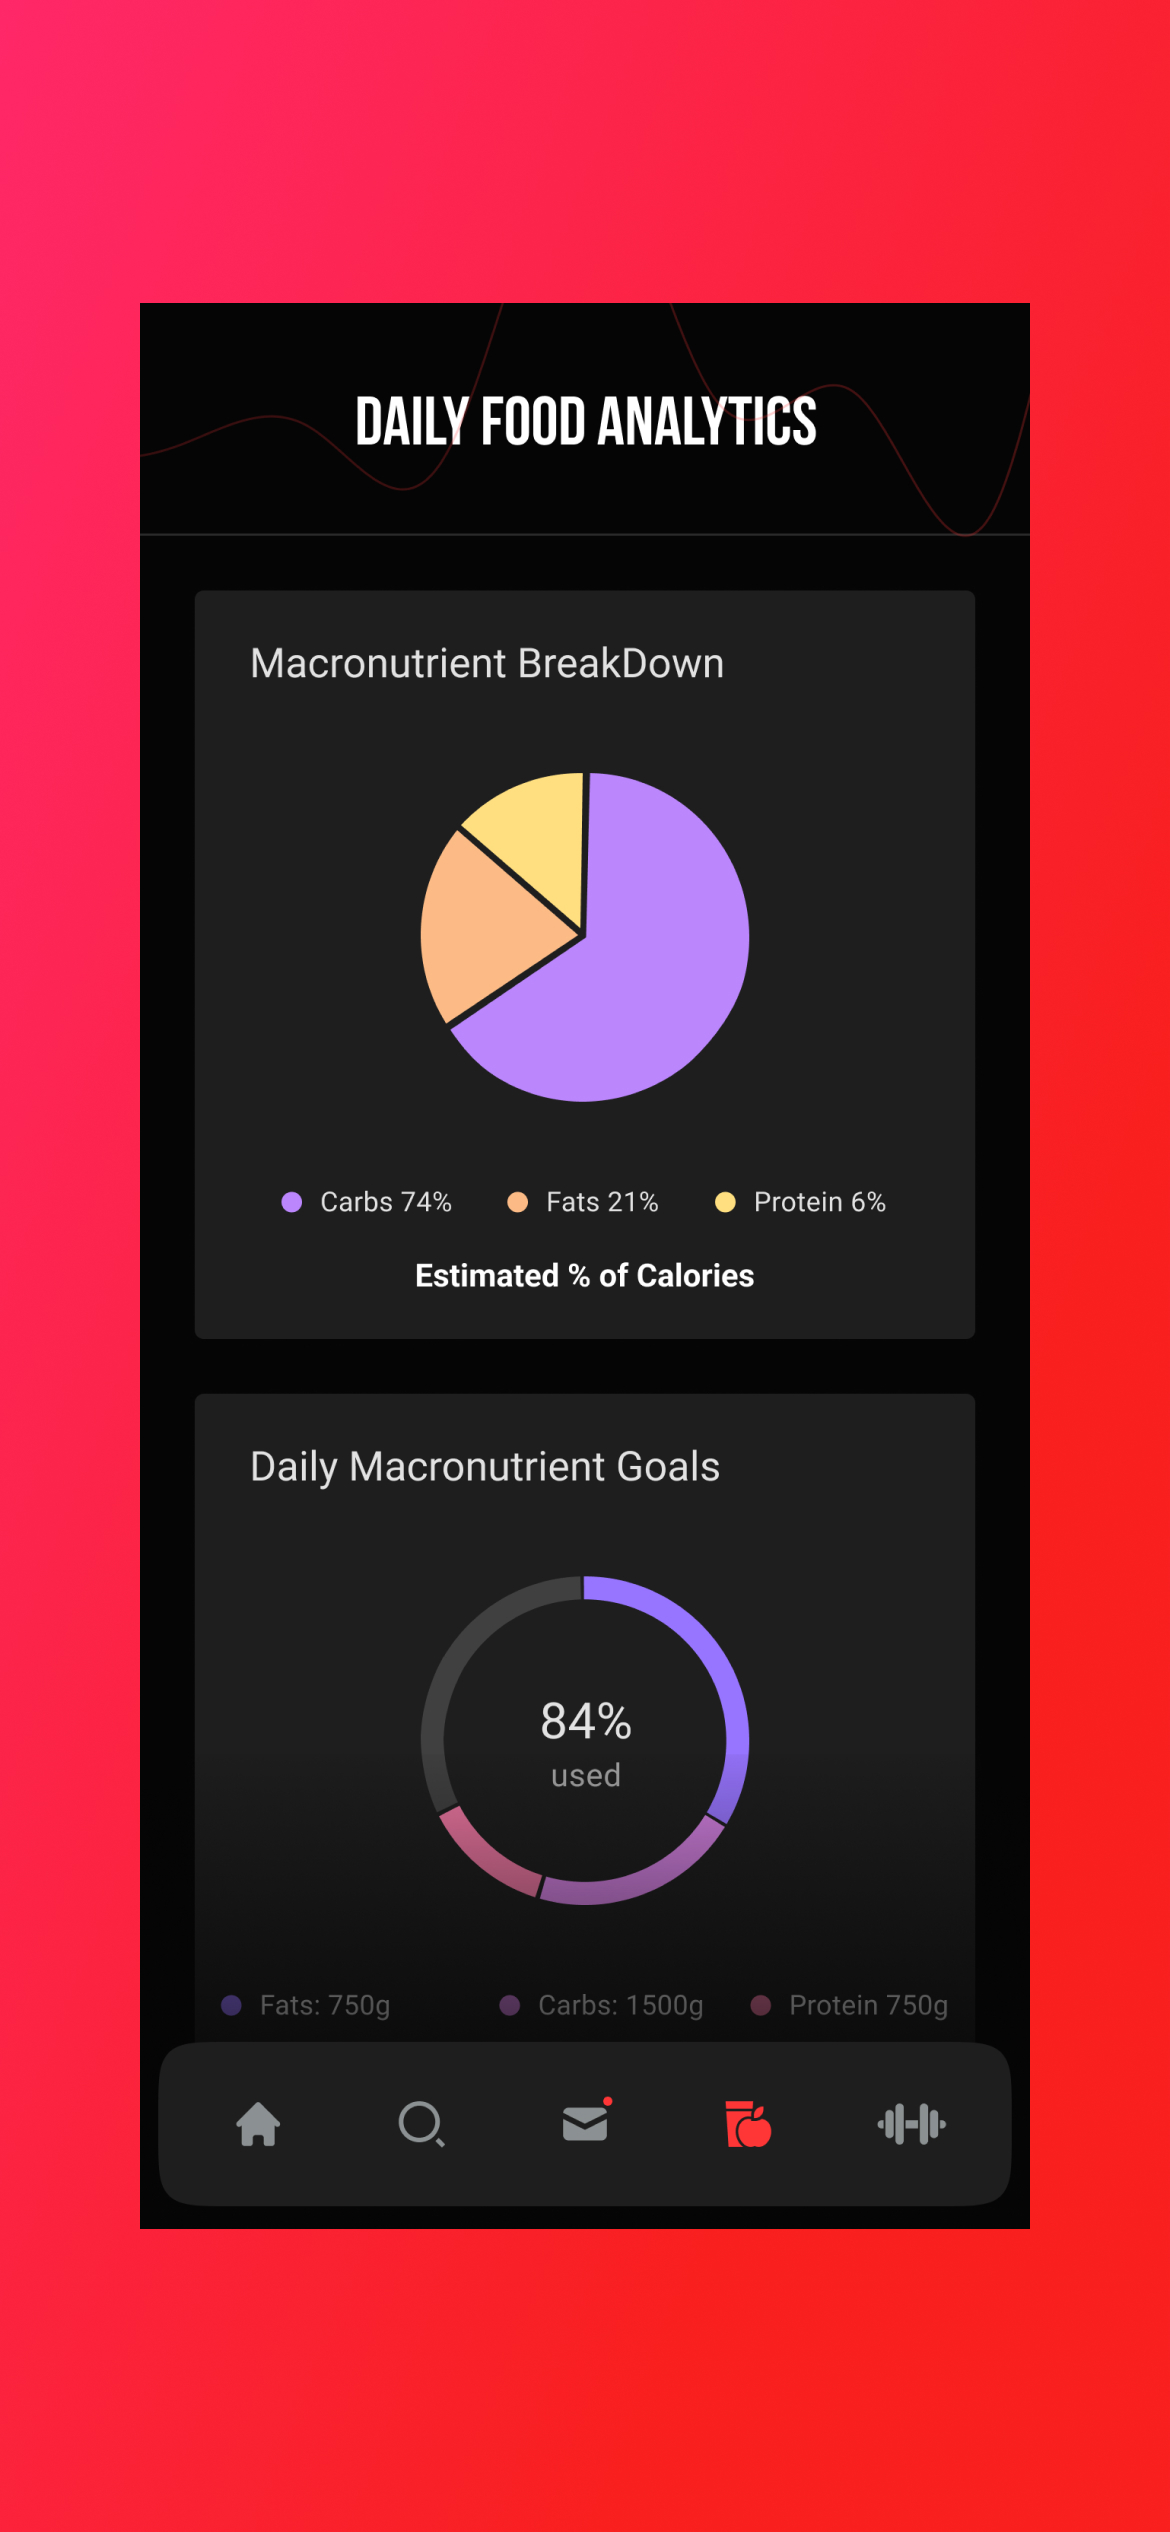 DAILY FOOD ANALYTICS
Macronutrient BreakDown
Carbs 74%
Fats 21%
Protein 6%
Estimated % of Calories
Daily Macronutrient Goals
84%
used
Fats: 750g
Carbs: 1500g
Protein 750g